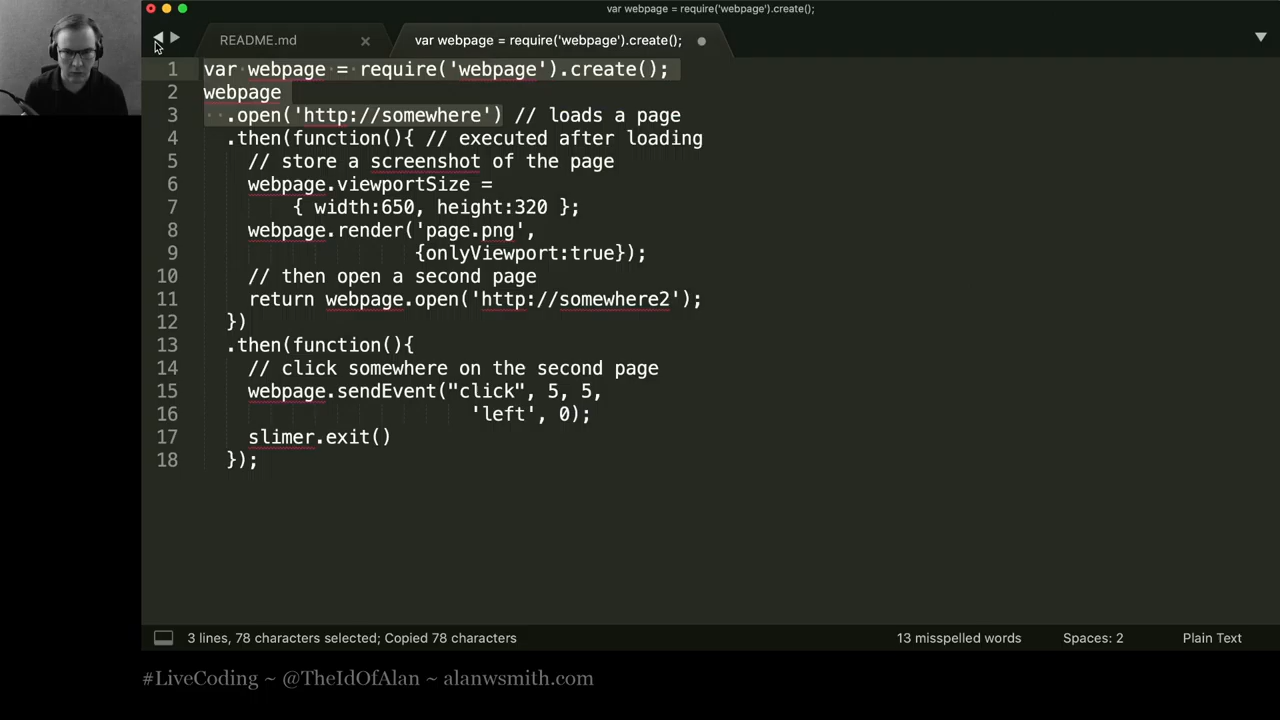 var webpage = require('webpage').create();
README.md
var webpage = require('webpage').create();
1 var webpage = require('webpage').create();
2 webpage
3 .open('http://somewhere') // loads a page
4 .then(function(){ // executed after loading
5 // store a screenshot of the page
6 webpage.viewportSize =
7 { width:650, height:320 };
8 webpage.render('page.png',
9 {onlyViewport:true});
10 // then open a second page
11 return webpage.open('http://somewhere2');
12 })
13 .then(function(){
14 // click somewhere on the second page
15 webpage.sendEvent("click", 5, 5,
16 'left', 0);
17 slimer.exit()
18 });
3 lines, 78 characters selected; Copied 78 characters
13 misspelled words
Spaces: 2
Plain Text
#LiveCoding ~ @TheIdOfAlan ~ alanwsmith.com